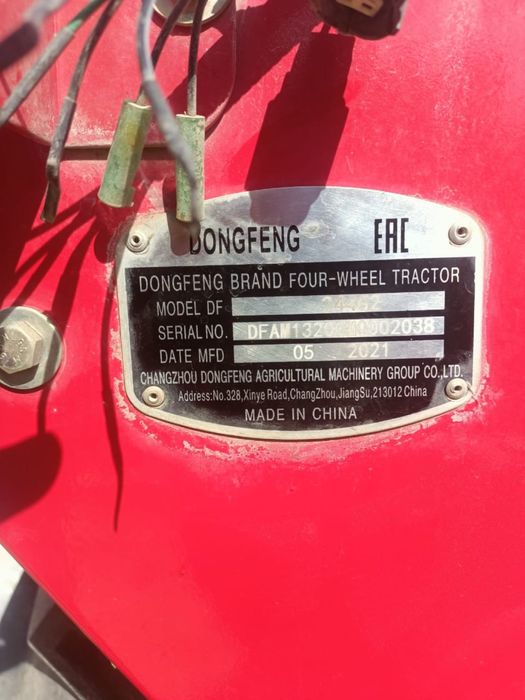 DONGFENG EAC
DONGFENG BRAND FOUR-WHEEL TRACTOR
MODEL DF
SERIAL NO.
DATE MFD 05 2021
CHANGZHOU DONGFENG AGRICULTURAL MACHINERY GROUP CO.,LTD.
Address:No.328,Xinye Road,ChangZhou,JiangSu,213012 China
MADE IN CHINA